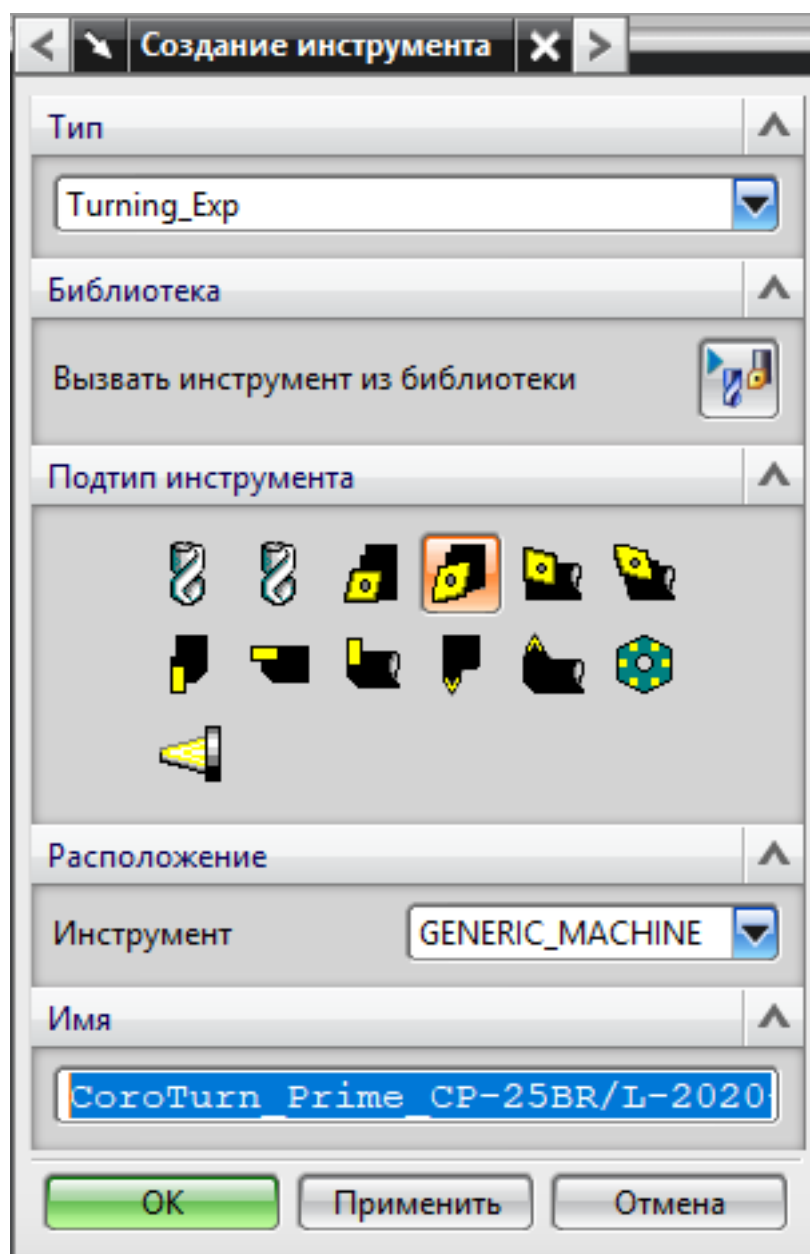 Создание инструмента
Тип
Turning_Exp
Библиотека
Вызвать инструмент из библиотеки
Подтип инструмента
Расположение
Инструмент GENERIC_MACHINE
Имя
CoroTurn_Prime_CP-25BR/L-2020-
OK Применить Отмена